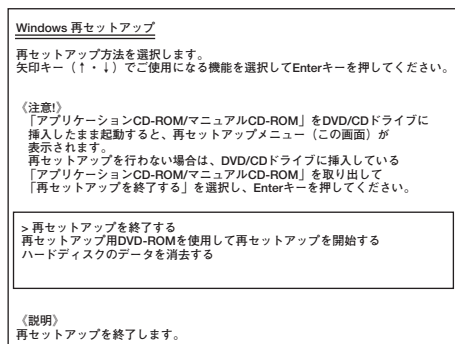 Windows 再セットアップ
再セットアップ方法を選択します。
矢印キー（↑・↓）でご使用になる機能を選択してEnterキーを押してください。
《注意!》
「アプリケーションCD-ROM/マニュアルCD-ROM」をDVD/CDドライブに
挿入したまま起動すると、再セットアップメニュー（この画面）が
表示されます。
再セットアップを行わない場合は、DVD/CDドライブに挿入している
「アプリケーションCD-ROM/マニュアルCD-ROM」を取り出して
「再セットアップを終了する」を選択し、Enterキーを押してください。
> 再セットアップを終了する
再セットアップ用DVD-ROMを使用して再セットアップを開始する
ハードディスクのデータを消去する
《説明》
再セットアップを終了します。